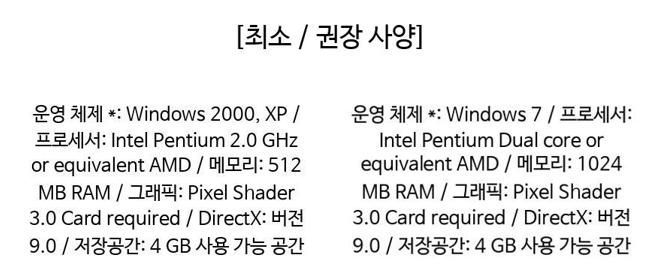 [최소 / 권장 사양]
운영 체제 *: Windows 2000, XP /
프로세서: Intel Pentium 2.0 GHz
or equivalent AMD / 메모리: 512
MB RAM / 그래픽: Pixel Shader
3.0 Card required / DirectX: 버전
9.0 / 저장공간: 4 GB 사용 가능 공간
운영 체제 *: Windows 7 / 프로세서:
Intel Pentium Dual core or
equivalent AMD / 메모리: 1024
MB RAM / 그래픽: Pixel Shader
3.0 Card required / DirectX: 버전
9.0 / 저장공간: 4 GB 사용 가능 공간